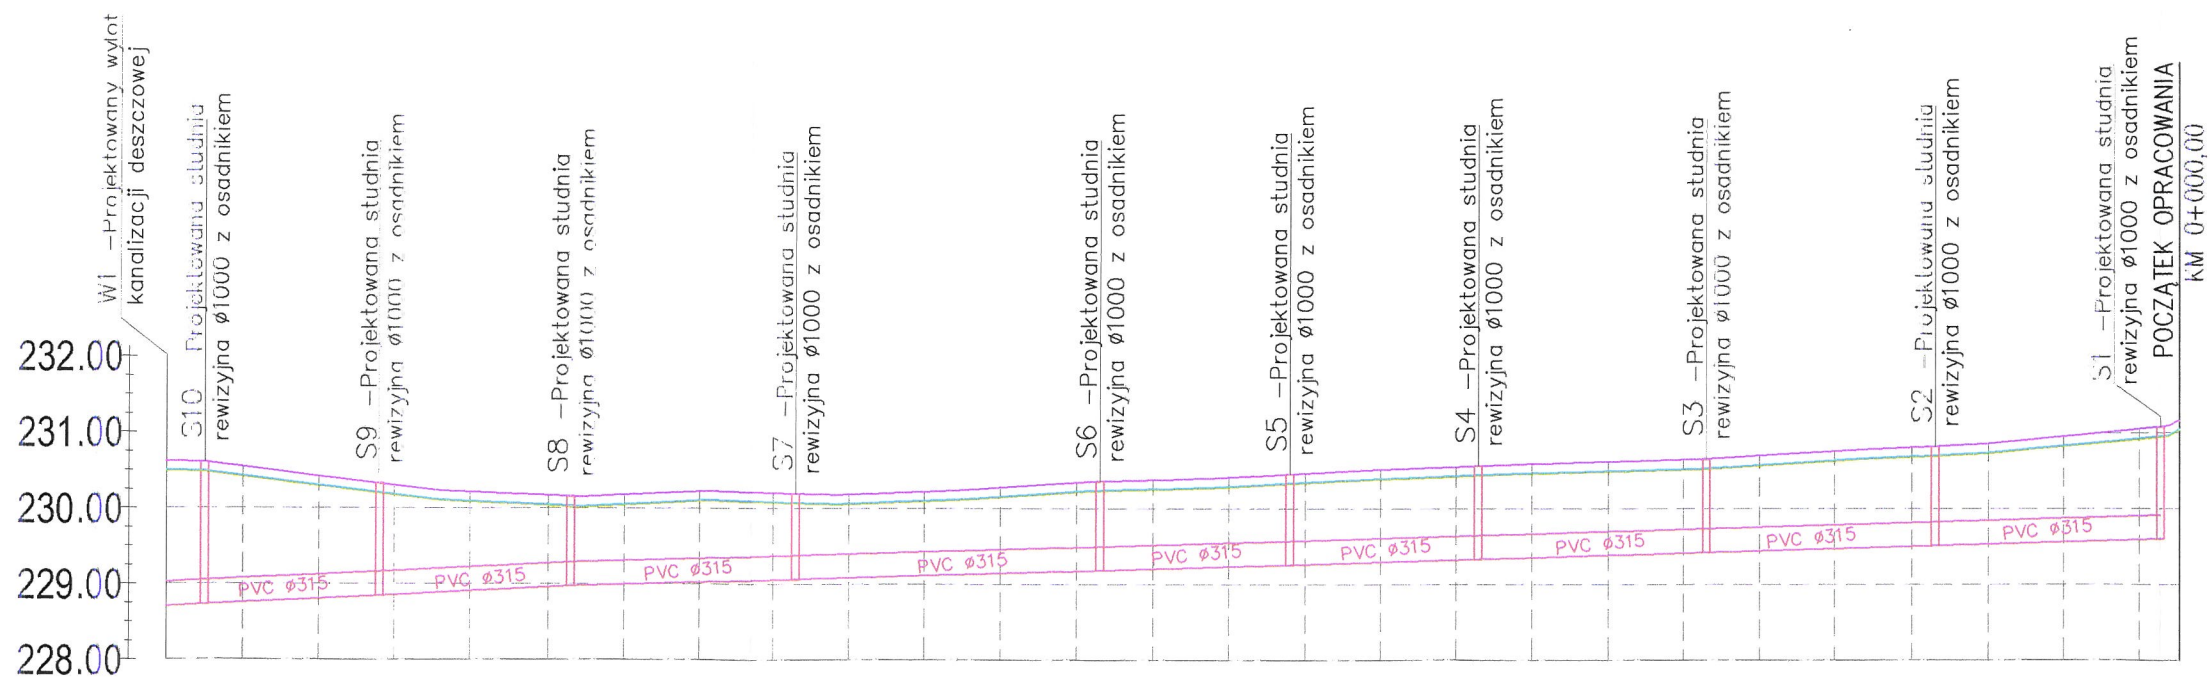 W1 –Projektowany wylot
kanalizacji deszczowej
S10 Projektowana studnia
rewizyjna ø1000 z osadnikiem
S9 –Projektowana studnia
rewizyjna ø1000 z osadnikiem
S8 –Projektowana studnia
rewizyjna ø1000 z osadnikiem
S7 –Projektowana studnia
rewizyjna ø1000 z osadnikiem
S6 –Projektowana studnia
rewizyjna ø1000 z osadnikiem
S5 –Projektowana studnia
rewizyjna ø1000 z osadnikiem
S4 –Projektowana studnia
rewizyjna ø1000 z osadnikiem
S3 –Projektowana studnia
rewizyjna ø1000 z osadnikiem
S2 –Projektowana studnia
rewizyjna ø1000 z osadnikiem
S1 –Projektowana studnia
rewizyjna ø1000 z osadnikiem
POCZĄTEK OPRACOWANIA
KM 0+000,00
232.00
231.00
230.00
229.00
228.00
PVC ø315
PVC ø315
PVC ø315
PVC ø315
PVC ø315
PVC ø315
PVC ø315
PVC ø315
PVC ø315